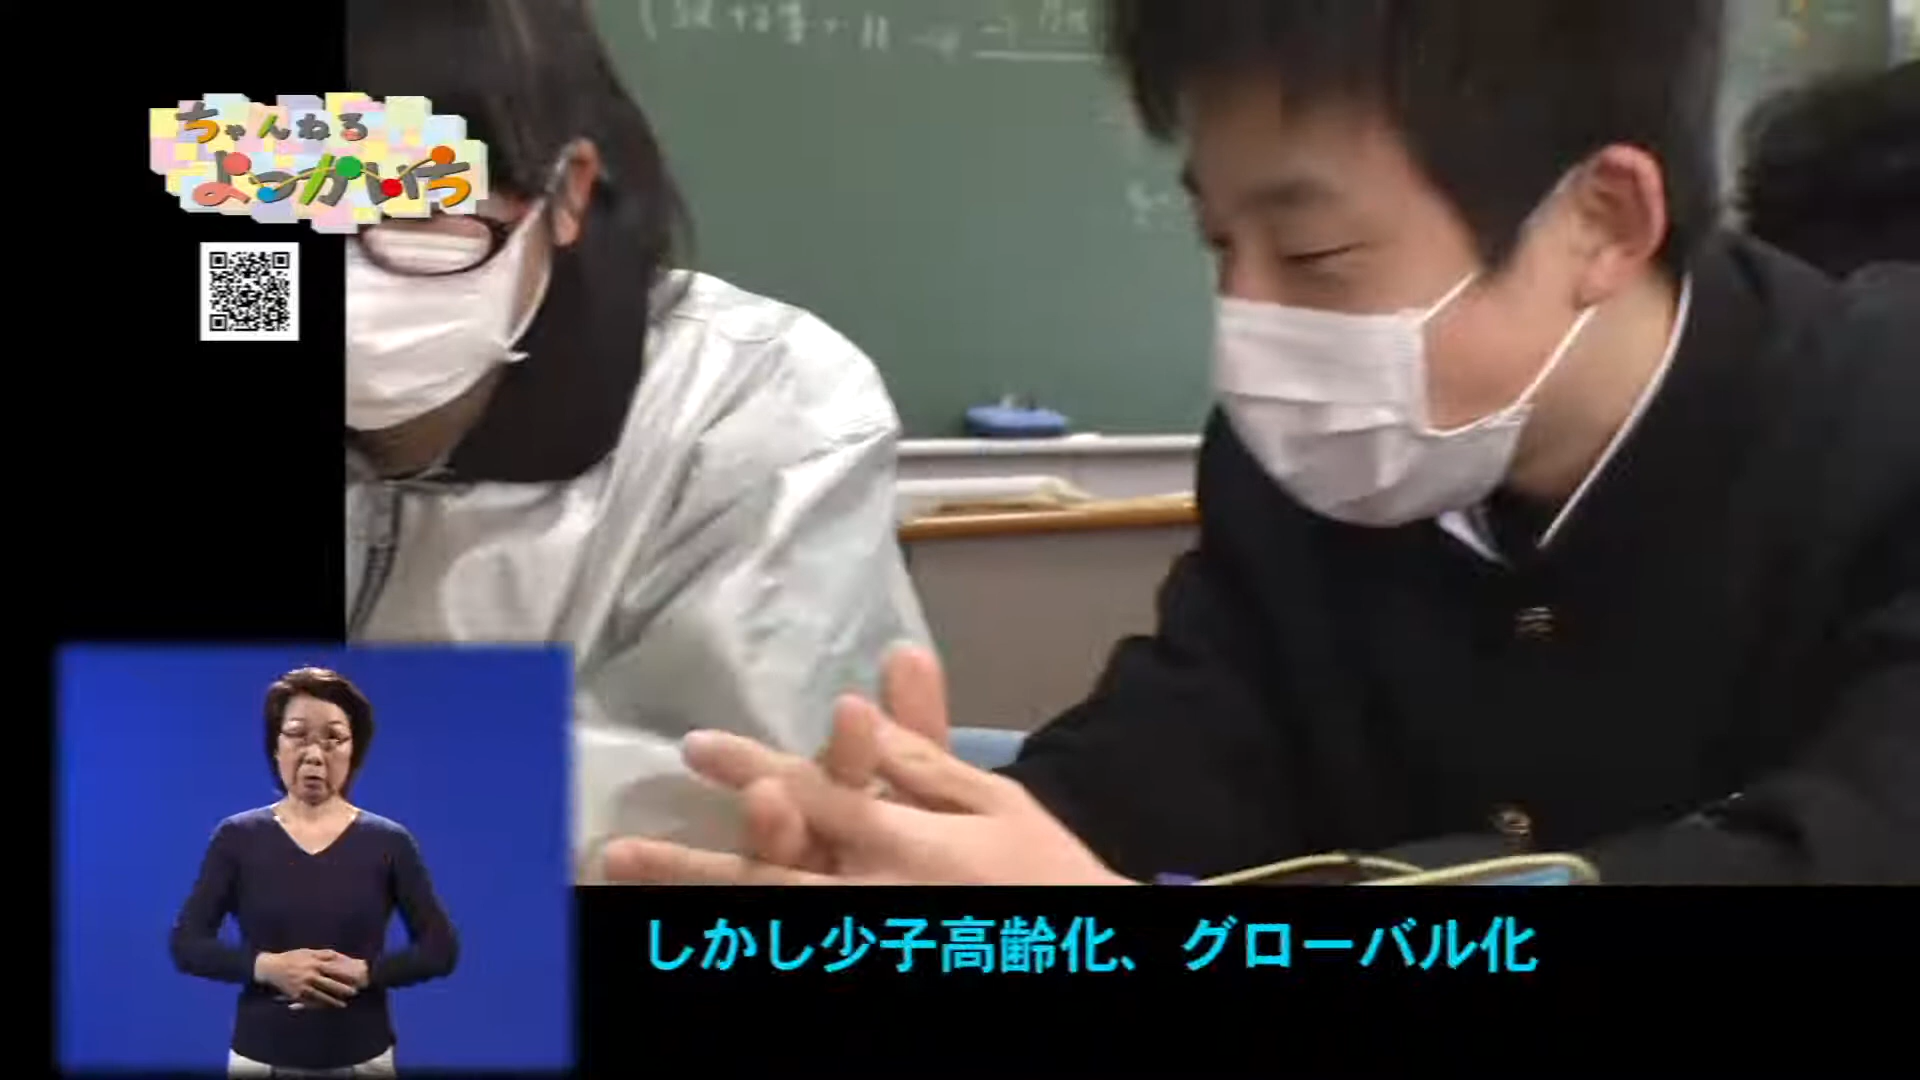 ちゃんねる
よっかいち
しかし少子高齢化、グローバル化